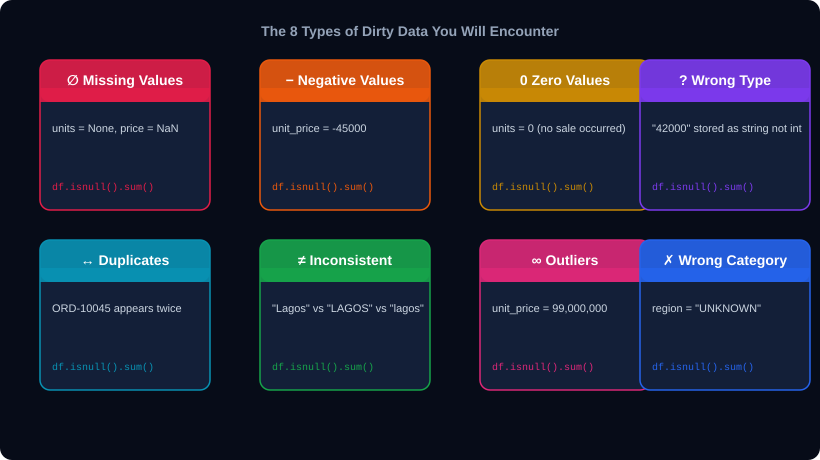 The 8 Types of Dirty Data You Will Encounter
∅ Missing Values
units = None, price = NaN
df.isnull().sum()
− Negative Values
unit_price = -45000
df.isnull().sum()
0 Zero Values
units = 0 (no sale occurred)
df.isnull().sum()
? Wrong Type
"42000" stored as string not int
df.isnull().sum()
↔ Duplicates
ORD-10045 appears twice
df.isnull().sum()
≠ Inconsistent
"Lagos" vs "LAGOS" vs "lagos"
df.isnull().sum()
∞ Outliers
unit_price = 99,000,000
df.isnull().sum()
✗ Wrong Category
region = "UNKNOWN"
df.isnull().sum()